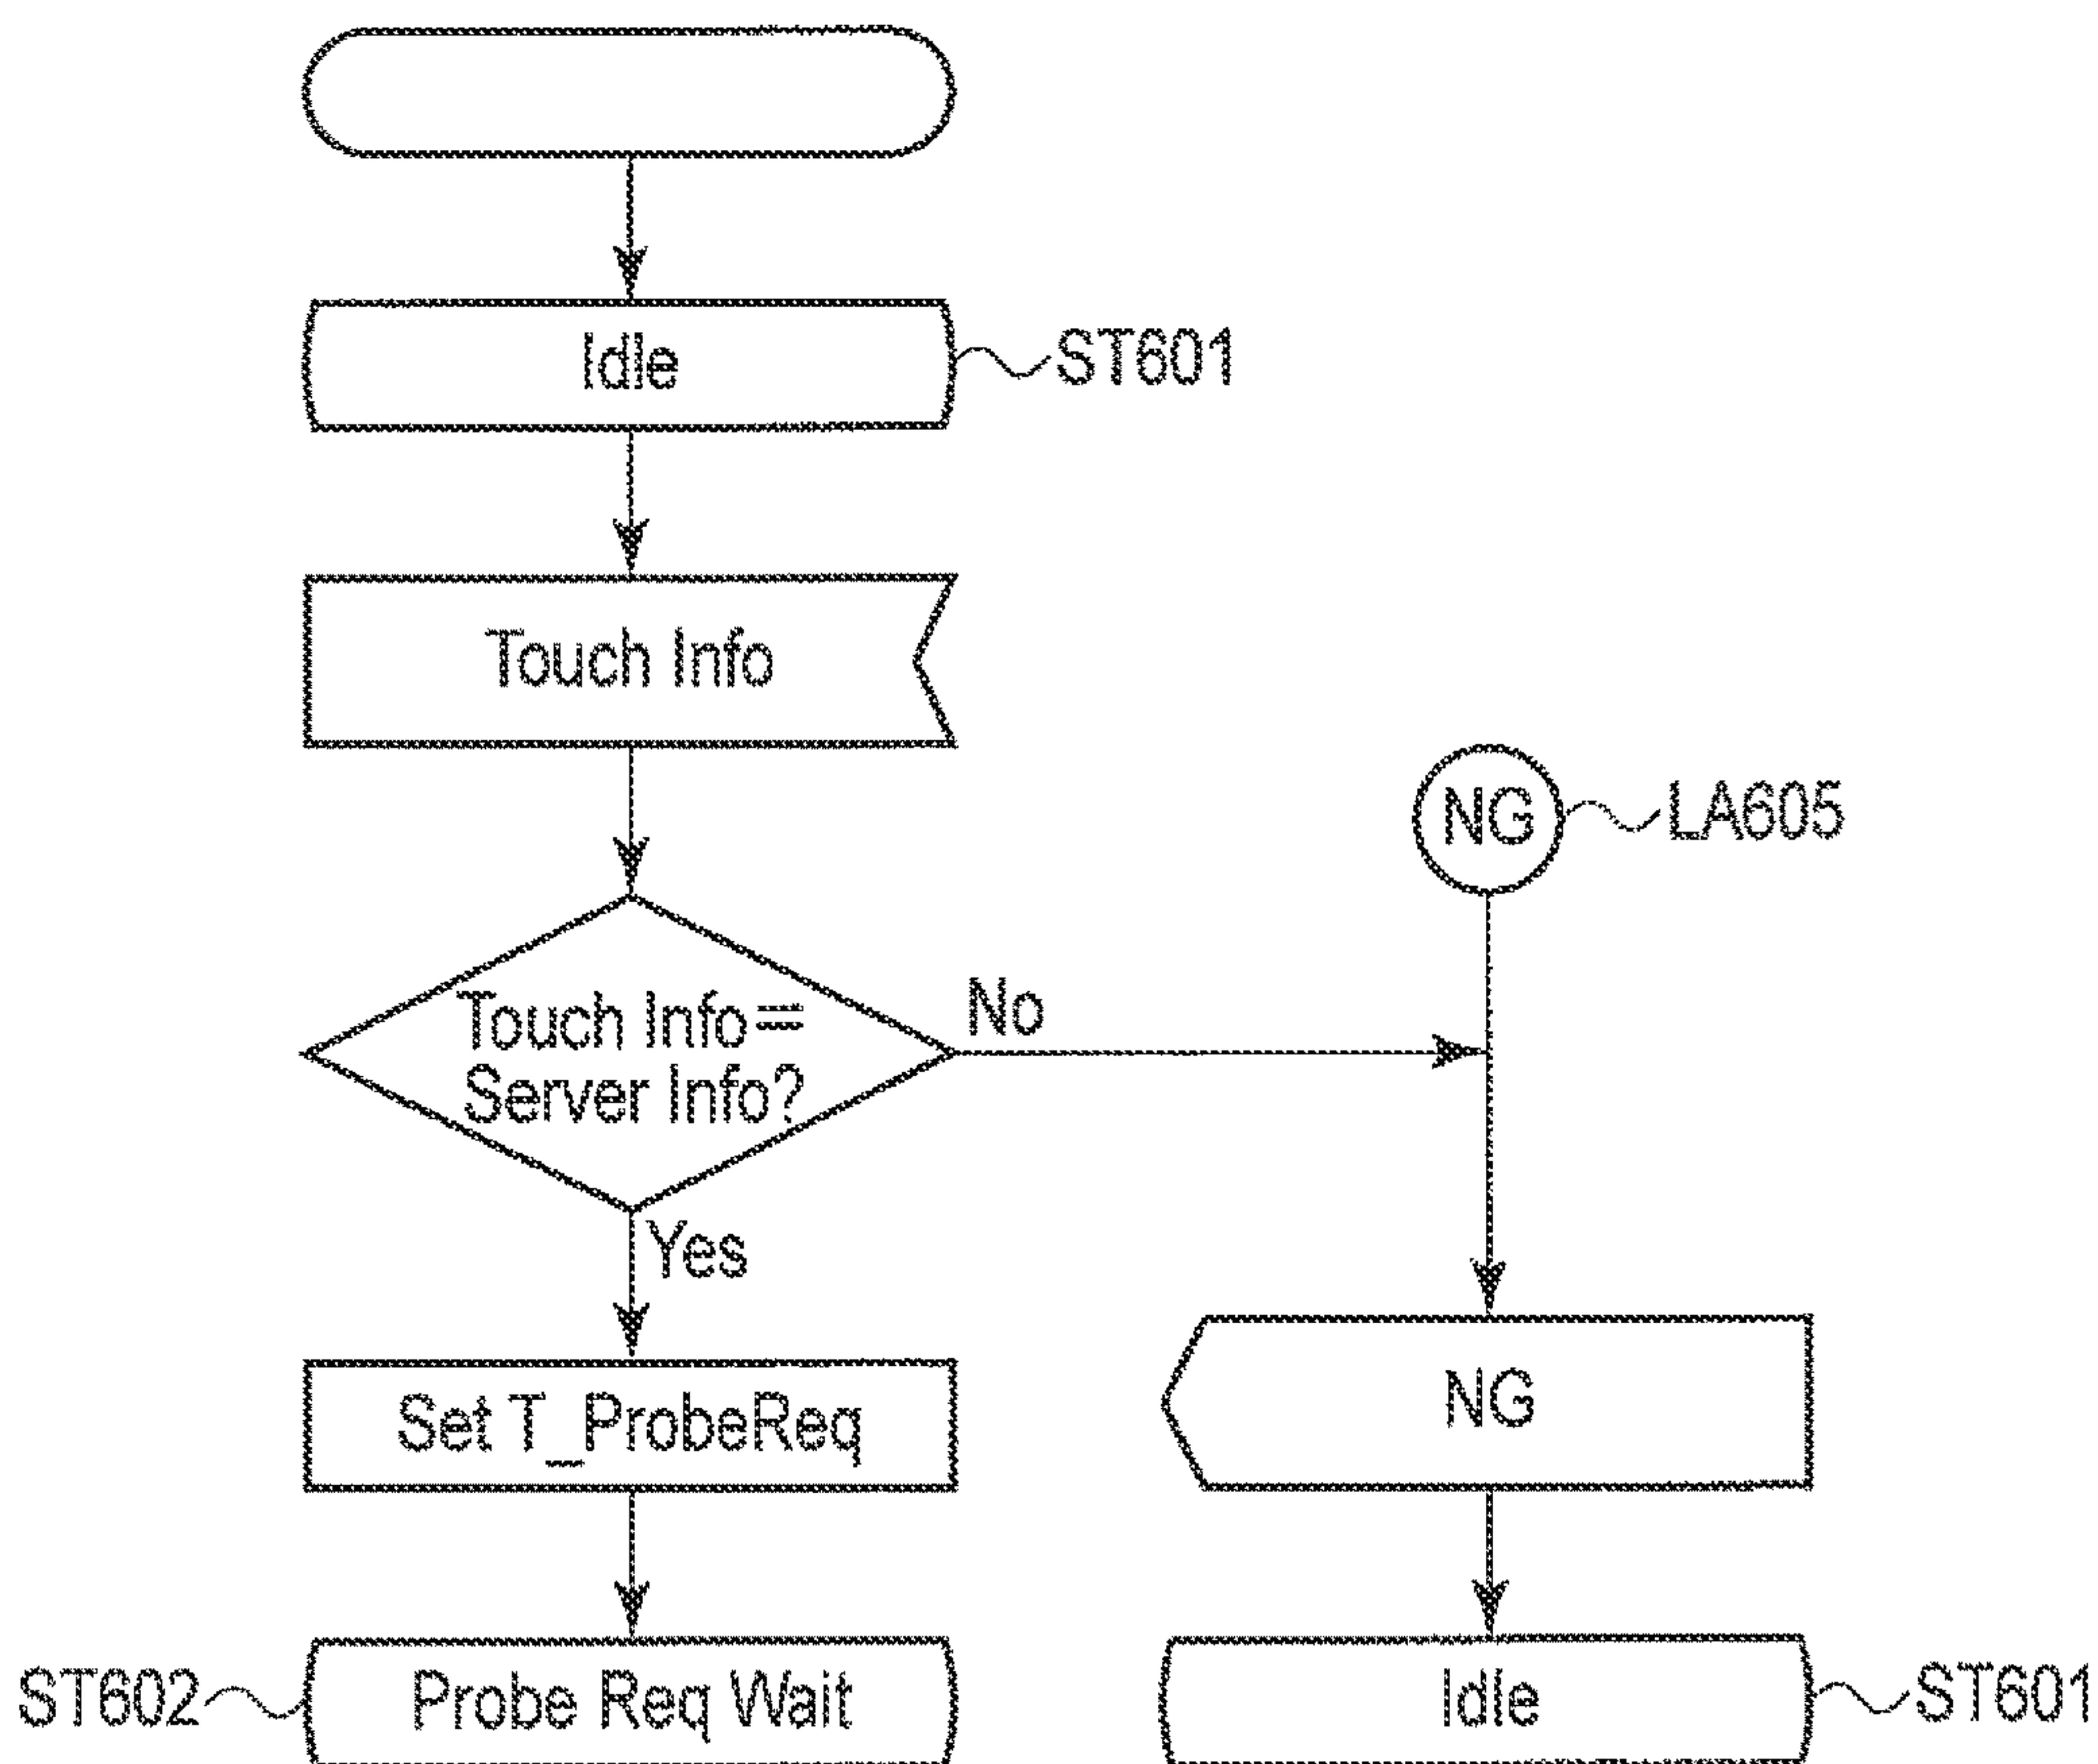 Idle
ST601
Touch Info
NG
LA605
Touch Info=
Server Info?
No
Yes
Set T_ProbeReq
NG
ST602
Probe Req Wait
Idle
ST601